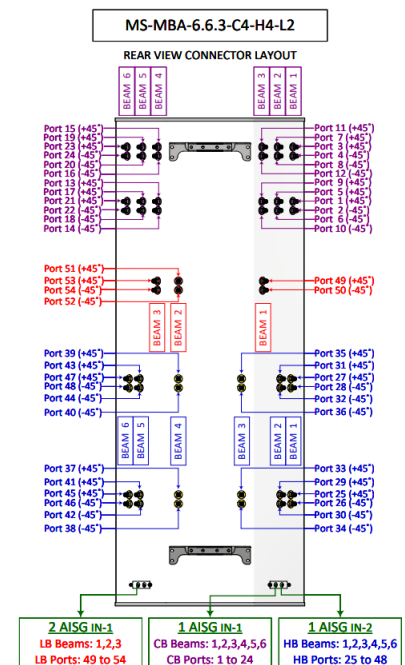 MS-MBA-6.6.3-C4-H4-L2
REAR VIEW CONNECTOR LAYOUT
BEAM 6
BEAM 5
BEAM 4
BEAM 3
BEAM 2
BEAM 1
Port 15 (+45°)
Port 19 (+45°)
Port 23 (+45°)
Port 24 (-45°)
Port 20 (-45°)
Port 16 (-45°)
Port 13 (+45°)
Port 17 (+45°)
Port 21 (+45°)
Port 22 (-45°)
Port 18 (-45°)
Port 14 (-45°)
Port 11 (+45°)
Port 7 (+45°)
Port 3 (+45°)
Port 4 (-45°)
Port 8 (-45°)
Port 12 (-45°)
Port 9 (+45°)
Port 5 (+45°)
Port 1 (+45°)
Port 2 (-45°)
Port 6 (-45°)
Port 10 (-45°)
Port 51 (+45°)
Port 53 (+45°)
Port 54 (-45°)
Port 52 (-45°)
Port 49 (+45°)
Port 50 (-45°)
BEAM 3
BEAM 2
BEAM 1
Port 39 (+45°)
Port 43 (+45°)
Port 47 (+45°)
Port 48 (-45°)
Port 44 (-45°)
Port 40 (-45°)
Port 35 (+45°)
Port 31 (+45°)
Port 27 (+45°)
Port 28 (-45°)
Port 32 (-45°)
Port 36 (-45°)
BEAM 6
BEAM 5
BEAM 4
BEAM 3
BEAM 2
BEAM 1
Port 37 (+45°)
Port 41 (+45°)
Port 45 (+45°)
Port 46 (-45°)
Port 42 (-45°)
Port 38 (-45°)
Port 33 (+45°)
Port 29 (+45°)
Port 25 (+45°)
Port 26 (-45°)
Port 30 (-45°)
Port 34 (-45°)
2 AISG IN-1
LB Beams: 1,2,3
LB Ports: 49 to 54
1 AISG IN-1
CB Beams: 1,2,3,4,5,6
CB Ports: 1 to 24
1 AISG IN-2
HB Beams: 1,2,3,4,5,6
HB Ports: 25 to 48